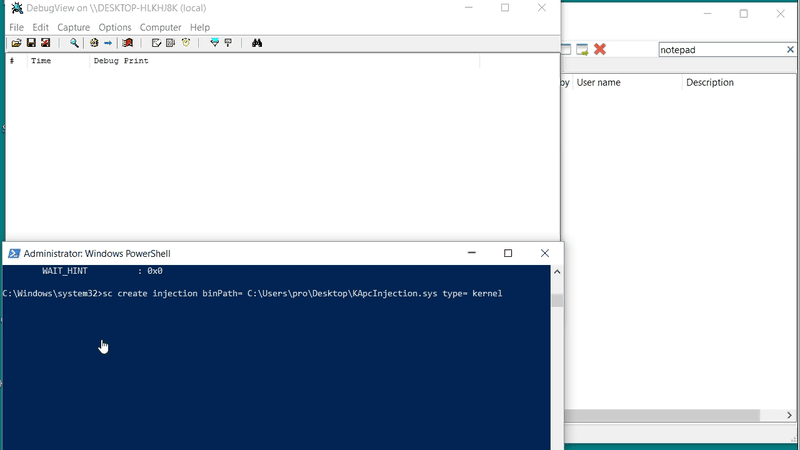 DebugView on \\DESKTOP-HLKHJ8K (local)
File Edit Capture Options Computer Help
# Time Debug Print
notepad
by User name Description
Administrator: Windows PowerShell
WAIT_HINT : 0x0
C:\Windows\system32>sc create injection binPath= C:\Users\pro\Desktop\KApcInjection.sys type= kernel